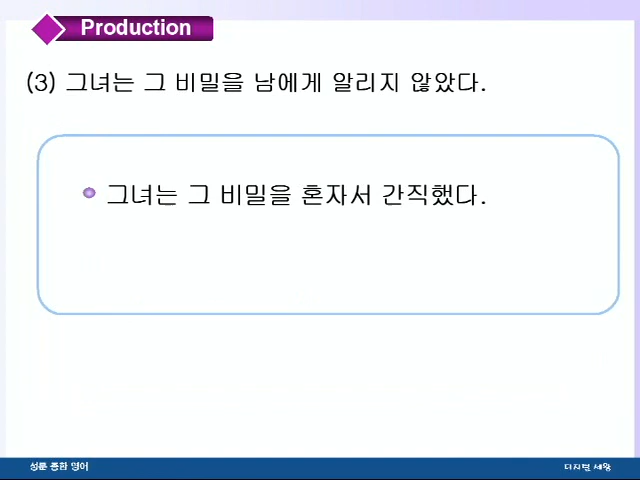 Production
(3) 그녀는 그 비밀을 남에게 알리지 않았다.
그녀는 그 비밀을 혼자서 간직했다.
성문 종합 영어
디지털 세왕